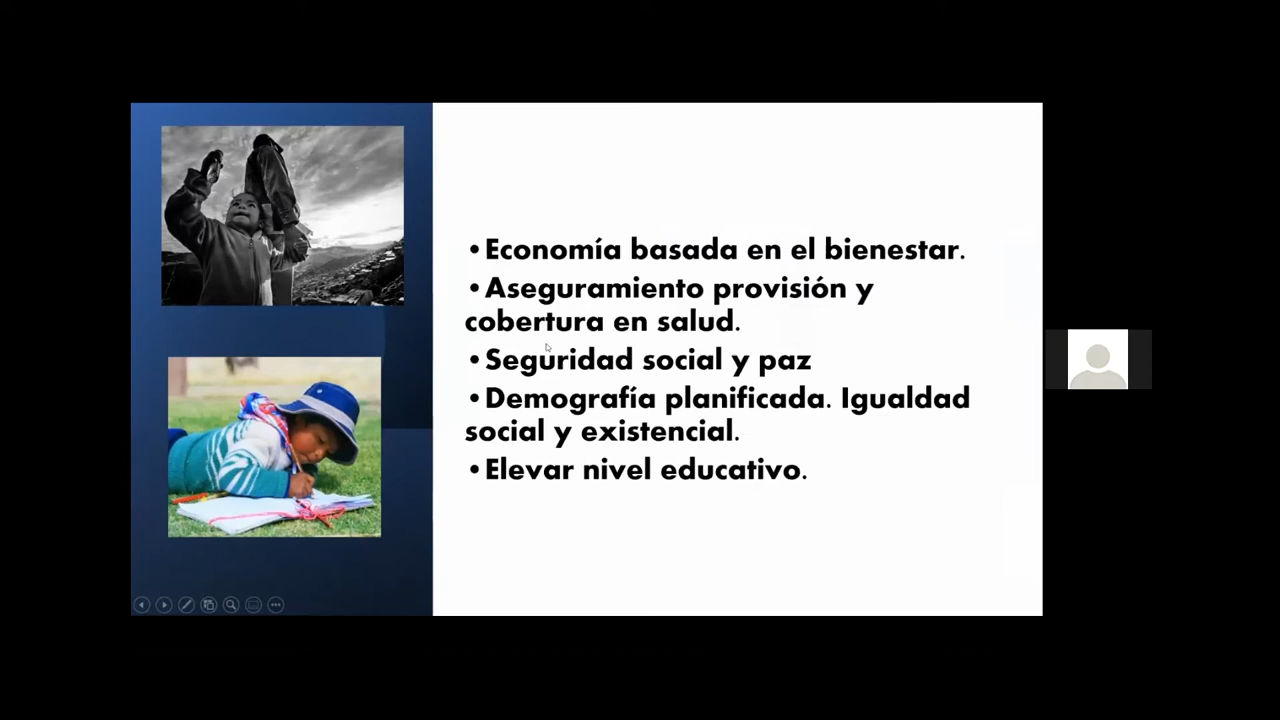 •Economía basada en el bienestar.
•Aseguramiento provisión y
cobertura en salud.
•Seguridad social y paz
•Demografía planificada. Igualdad
social y existencial.
•Elevar nivel educativo.